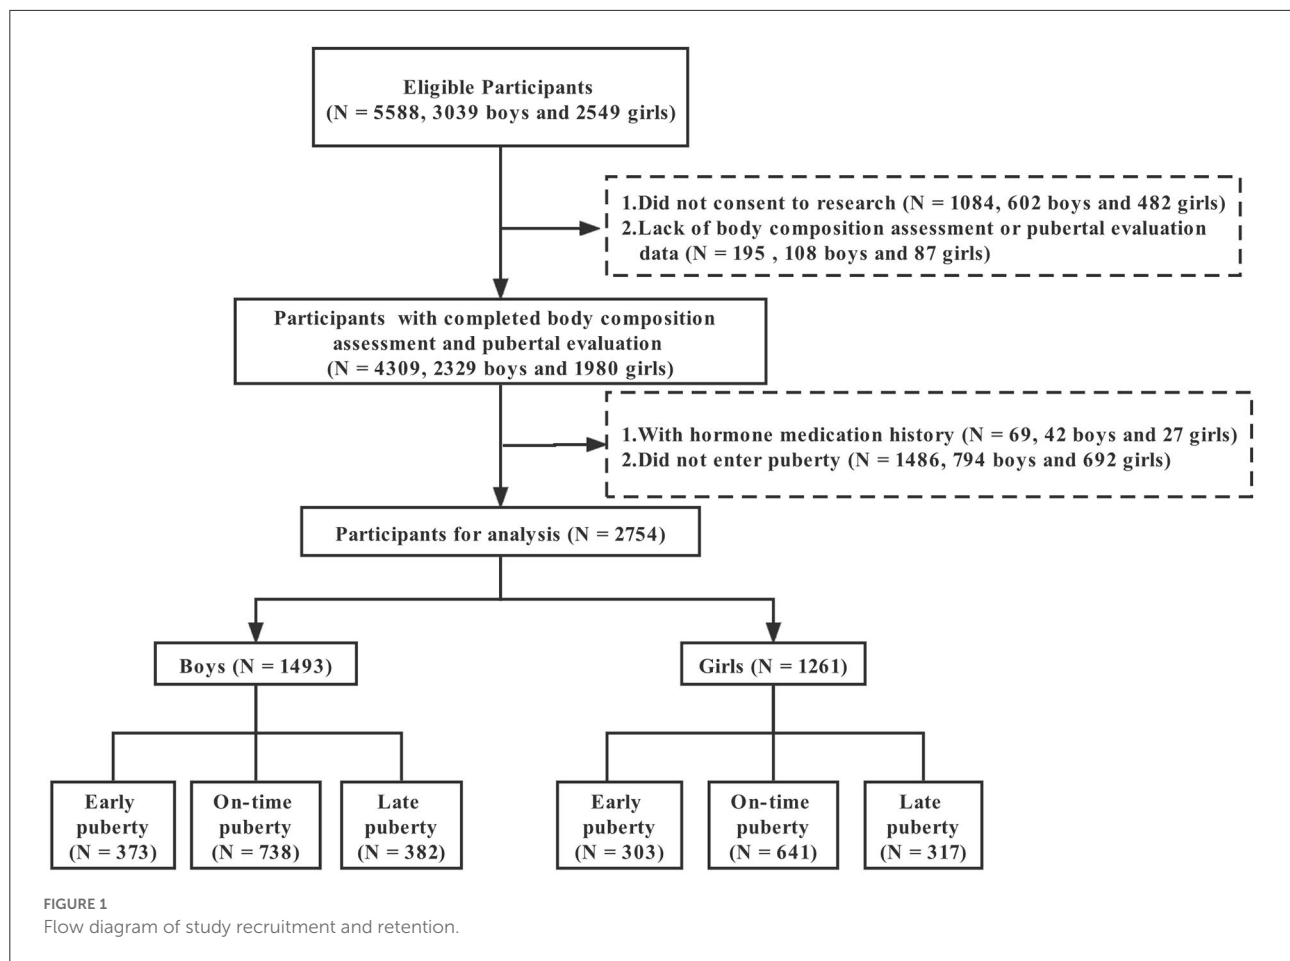 Eligible Participants
(N = 5588, 3039 boys and 2549 girls)
1.Did not consent to research (N = 1084, 602 boys and 482 girls)
2.Lack of body composition assessment or pubertal evaluation
data (N = 195 , 108 boys and 87 girls)
Participants with completed body composition
assessment and pubertal evaluation
(N = 4309, 2329 boys and 1980 girls)
1.With hormone medication history (N = 69, 42 boys and 27 girls)
2.Did not enter puberty (N = 1486, 794 boys and 692 girls)
Participants for analysis (N = 2754)
Boys (N = 1493)
Girls (N = 1261)
Early
puberty
(N = 373)
On-time
puberty
(N = 738)
Late
puberty
(N = 382)
Early
puberty
(N = 303)
On-time
puberty
(N = 641)
Late
puberty
(N = 317)
FIGURE 1
Flow diagram of study recruitment and retention.